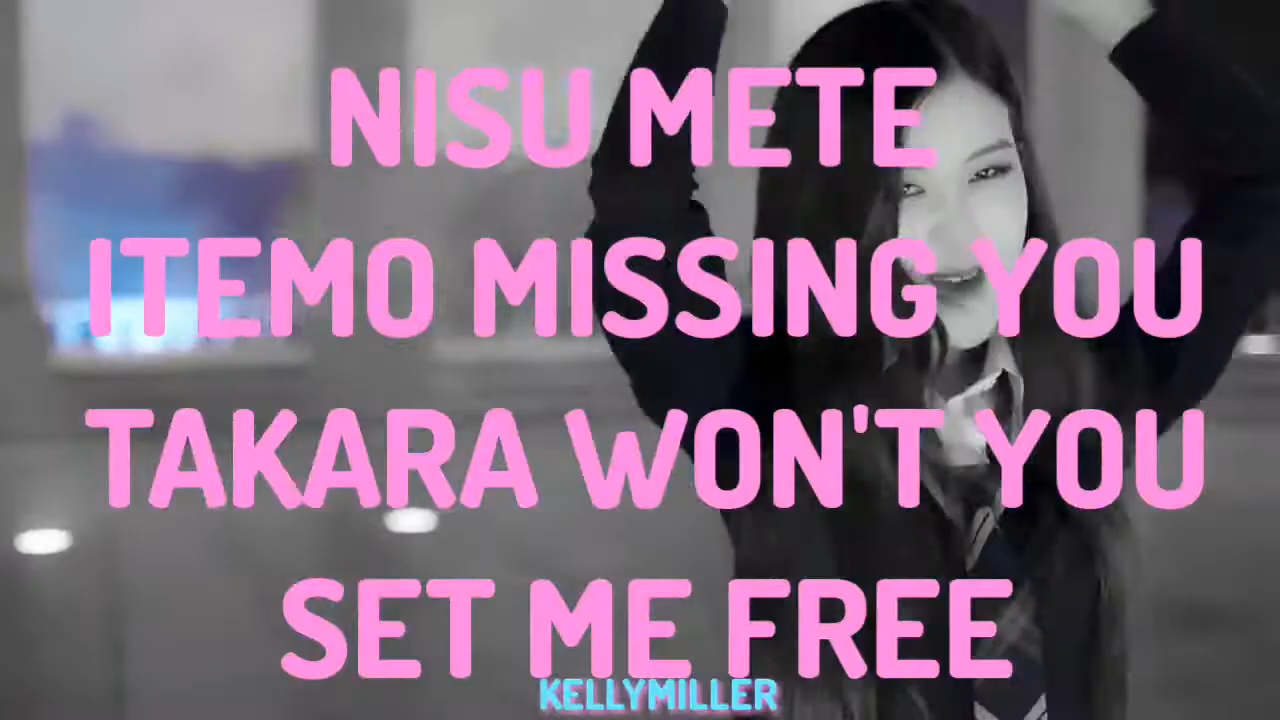 NISU METE
ITEMO MISSING YOU
TAKARA WON'T YOU
SET ME FREE
KELLYMILLER